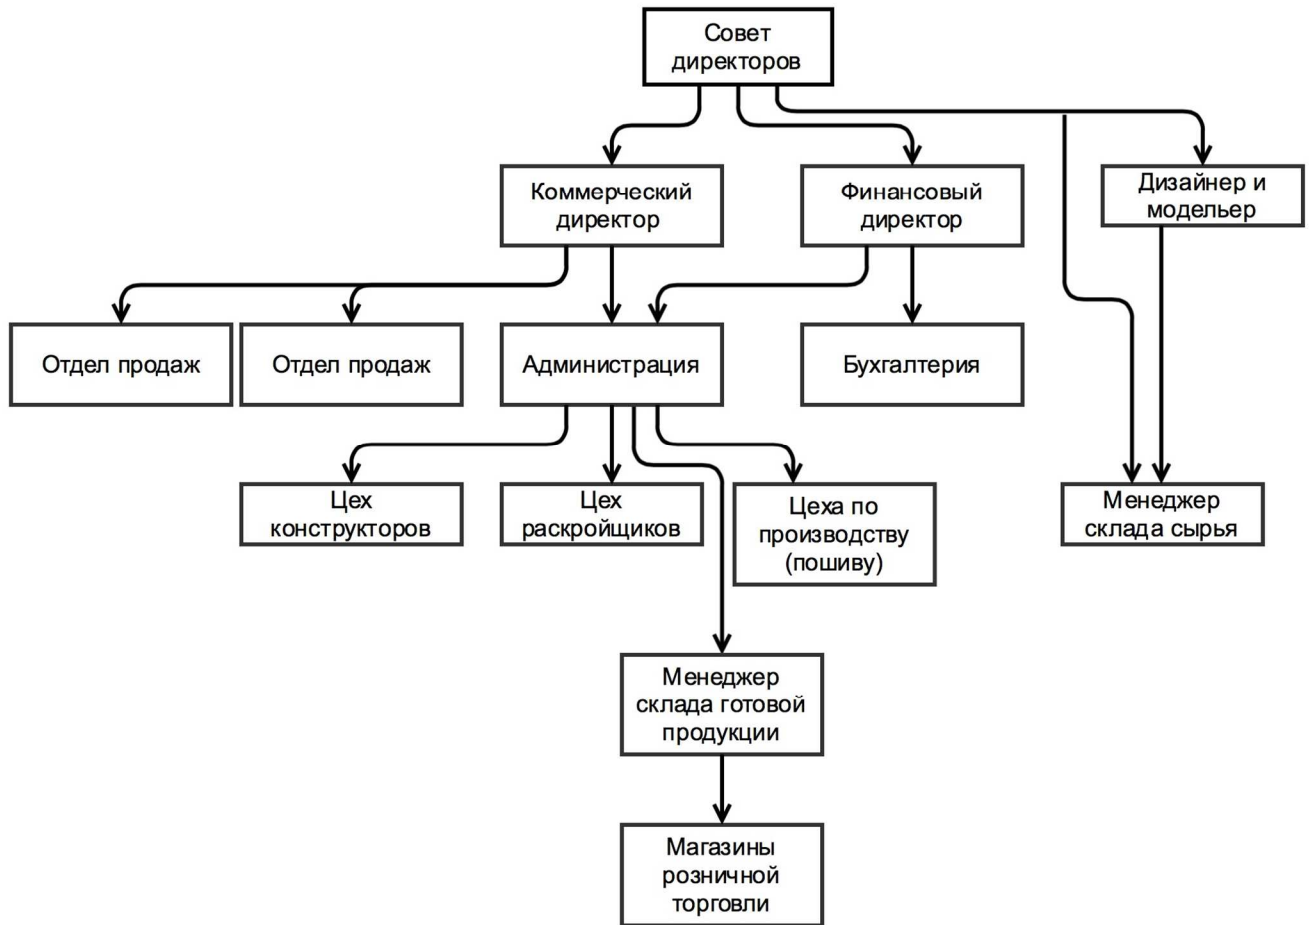 Совет
директоров
Коммерческий
директор
Финансовый
директор
Дизайнер и
модельер
Отдел продаж
Отдел продаж
Администрация
Бухгалтерия
Цех
конструкторов
Цех
раскройщиков
Цеха по
производству
(пошиву)
Менеджер
склада сырья
Менеджер
склада готовой
продукции
Магазины
розничной
торговли